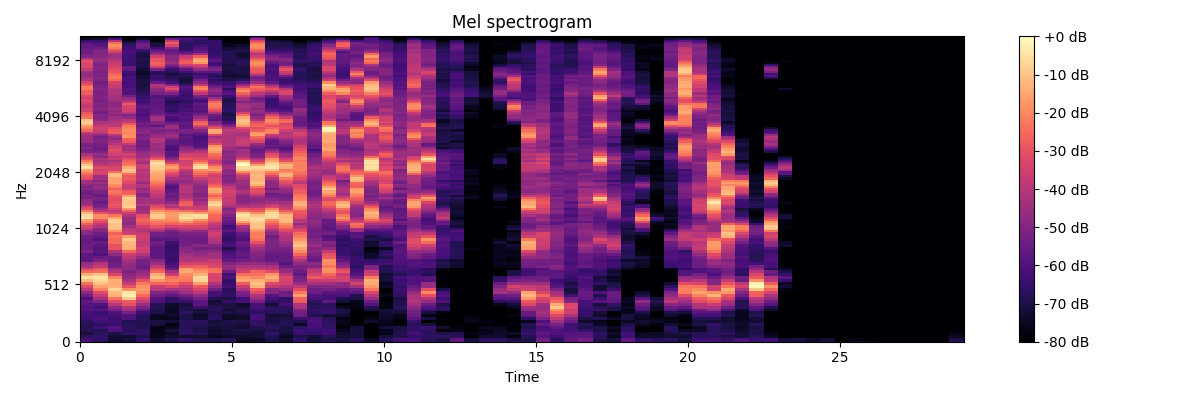 Mel spectrogram
8192
4096
2048
1024
512
0
Hz
0 5 10 15 20 25
Time
+0 dB
-10 dB
-20 dB
-30 dB
-40 dB
-50 dB
-60 dB
-70 dB
-80 dB